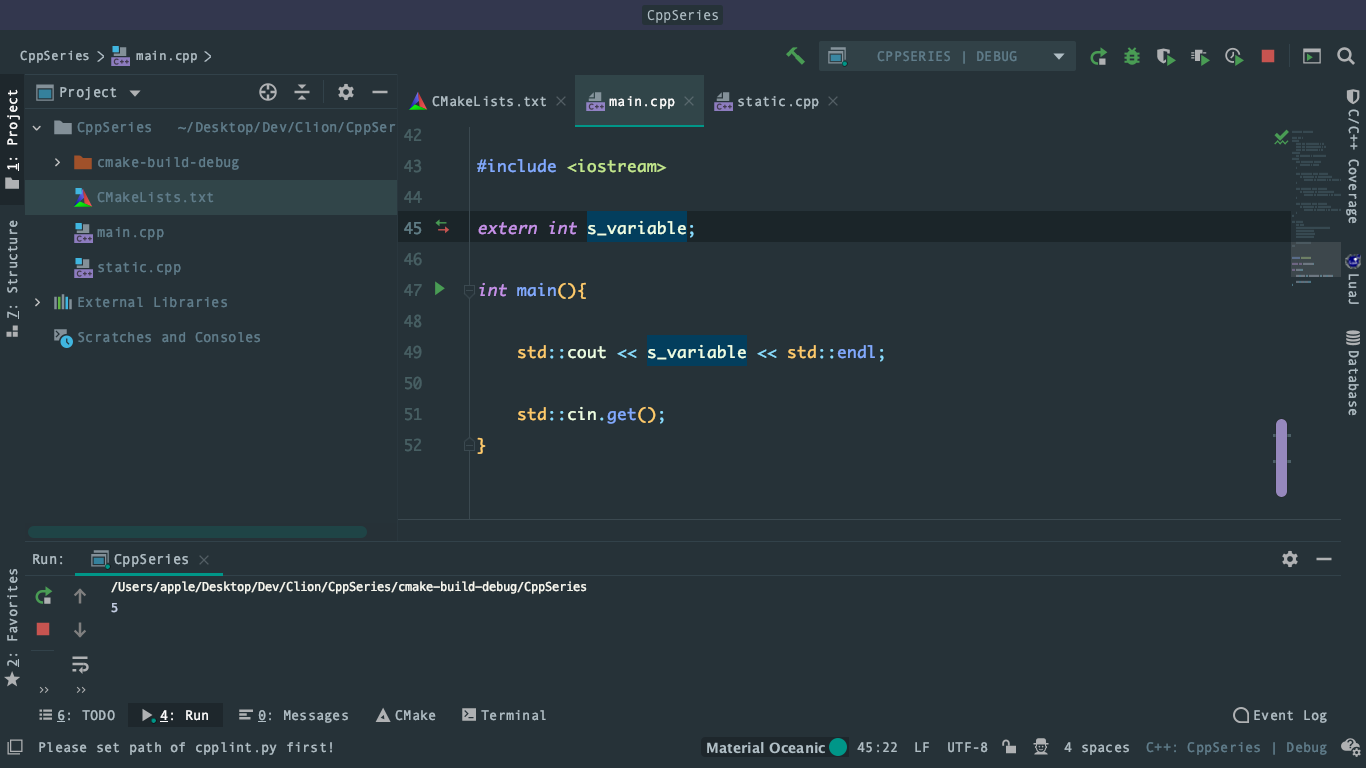 CppSeries
CppSeries > main.cpp >
CPPSERIES | DEBUG
Project
CMakeLists.txt
main.cpp
static.cpp
1: Project
Z: Structure
2: Favorites
CppSeries ~/Desktop/Dev/Clion/CppSer
cmake-build-debug
CMakeLists.txt
main.cpp
static.cpp
External Libraries
Scratches and Consoles
42
43 #include <iostream>
44
45 extern int s_variable;
46
47 int main(){
48
49 std::cout << s_variable << std::endl;
50
51 std::cin.get();
52 }
C/C++ Coverage
LuaJ
Database
Run: CppSeries
/Users/apple/Desktop/Dev/Clion/CppSeries/cmake-build-debug/CppSeries
5
6: TODO
4: Run
0: Messages
CMake
Terminal
Event Log
Please set path of cpplint.py first!
Material Oceanic
45:22
LF
UTF-8
4 spaces
C++: CppSeries | Debug